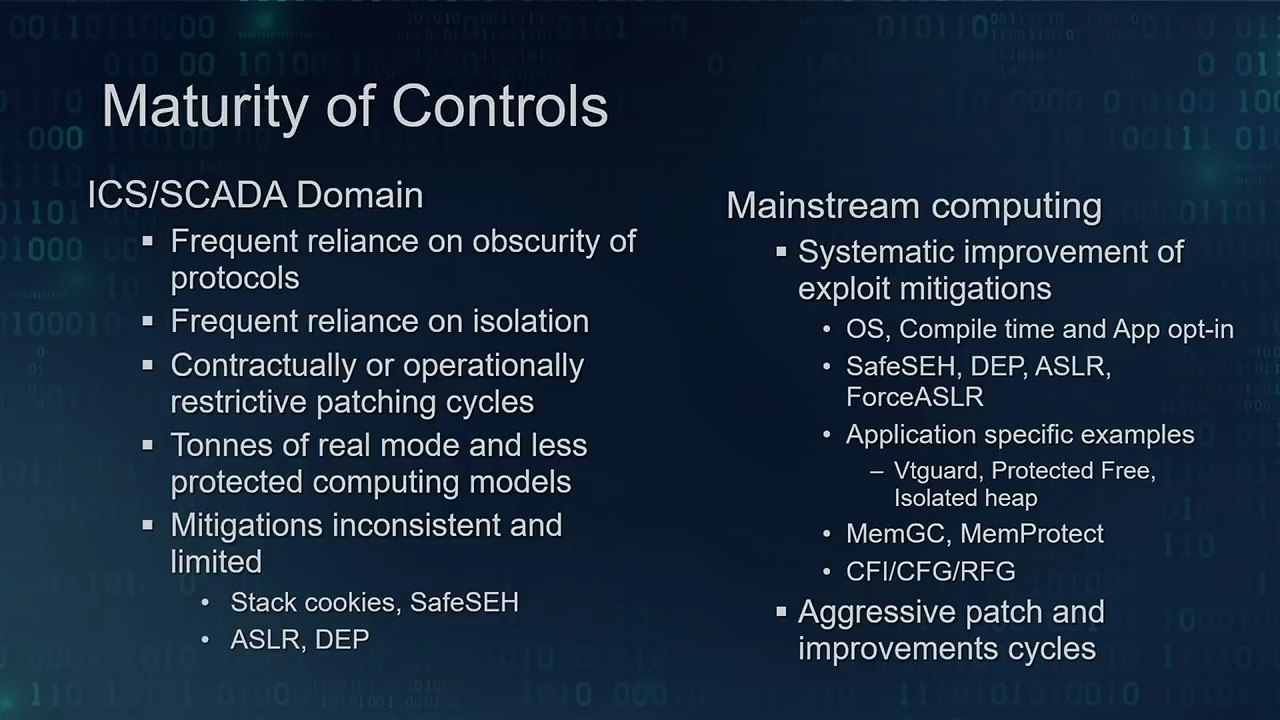 Maturity of Controls
ICS/SCADA Domain
▪ Frequent reliance on obscurity of
protocols
▪ Frequent reliance on isolation
▪ Contractually or operationally
restrictive patching cycles
▪ Tonnes of real mode and less
protected computing models
▪ Mitigations inconsistent and
limited
• Stack cookies, SafeSEH
• ASLR, DEP
Mainstream computing
▪ Systematic improvement of
exploit mitigations
• OS, Compile time and App opt-in
• SafeSEH, DEP, ASLR,
ForceASLR
• Application specific examples
– Vtguard, Protected Free,
Isolated heap
• MemGC, MemProtect
• CFI/CFG/RFG
▪ Aggressive patch and
improvements cycles